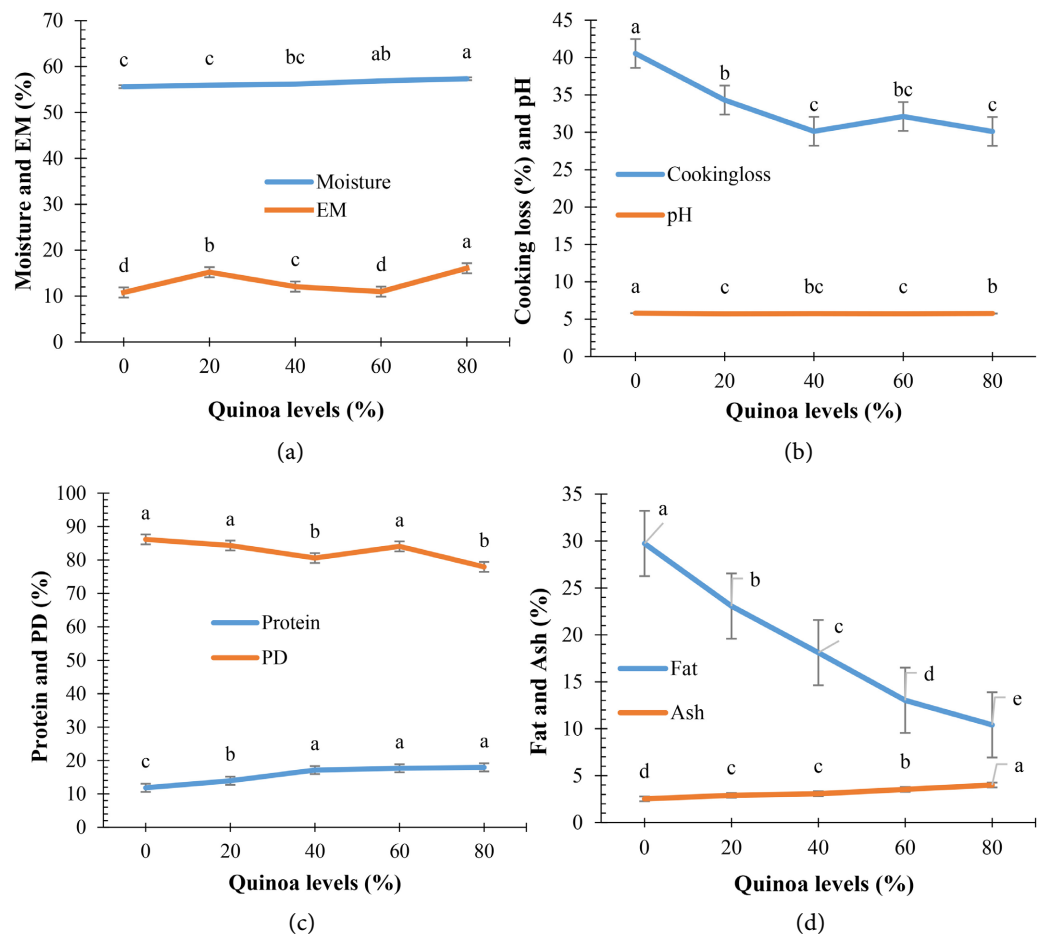 70
60
50
40
30
20
10
0
Moisture and EM (%)
c c bc ab a
Moisture
EM
d b c d a
0 20 40 60 80
Quinoa levels (%)
(a)
45
40
35
30
25
20
15
10
5
0
Cooking loss (%) and pH
a b c bc c
Cookingloss
pH
a c bc c b
0 20 40 60 80
Quinoa levels (%)
(b)
100
90
80
70
60
50
40
30
20
10
0
Protein and PD (%)
a a b a b
Protein
PD
c b a a a
0 20 40 60 80
Quinoa levels (%)
(c)
35
30
25
20
15
10
5
0
Fat and Ash (%)
a b c d e
Fat
Ash
d c c b a
0 20 40 60 80
Quinoa levels (%)
(d)